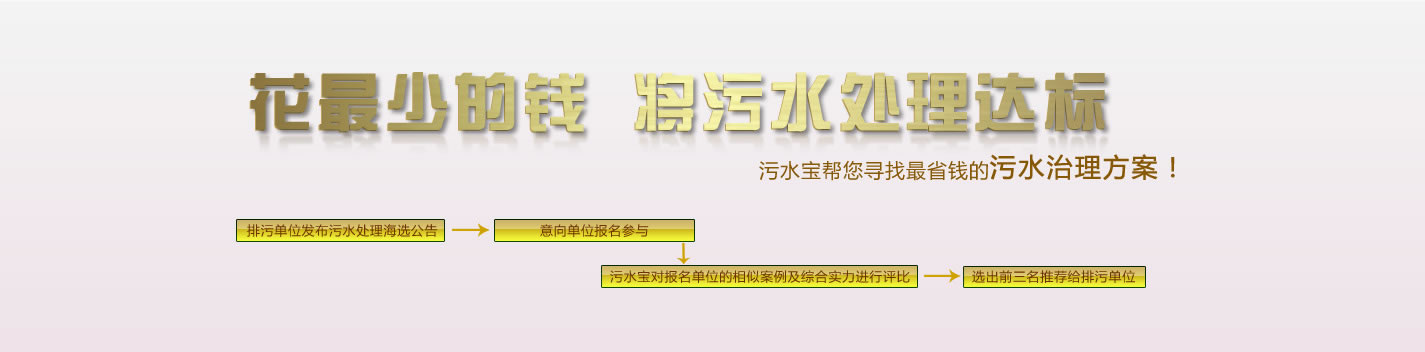 花最少的钱 将污水处理达标
污水宝帮您寻找最省钱的污水治理方案！
排污单位发布污水处理海选公告
意向单位报名参与
污水宝对报名单位的相似案例及综合实力进行评比
选出前三名推荐给排污单位